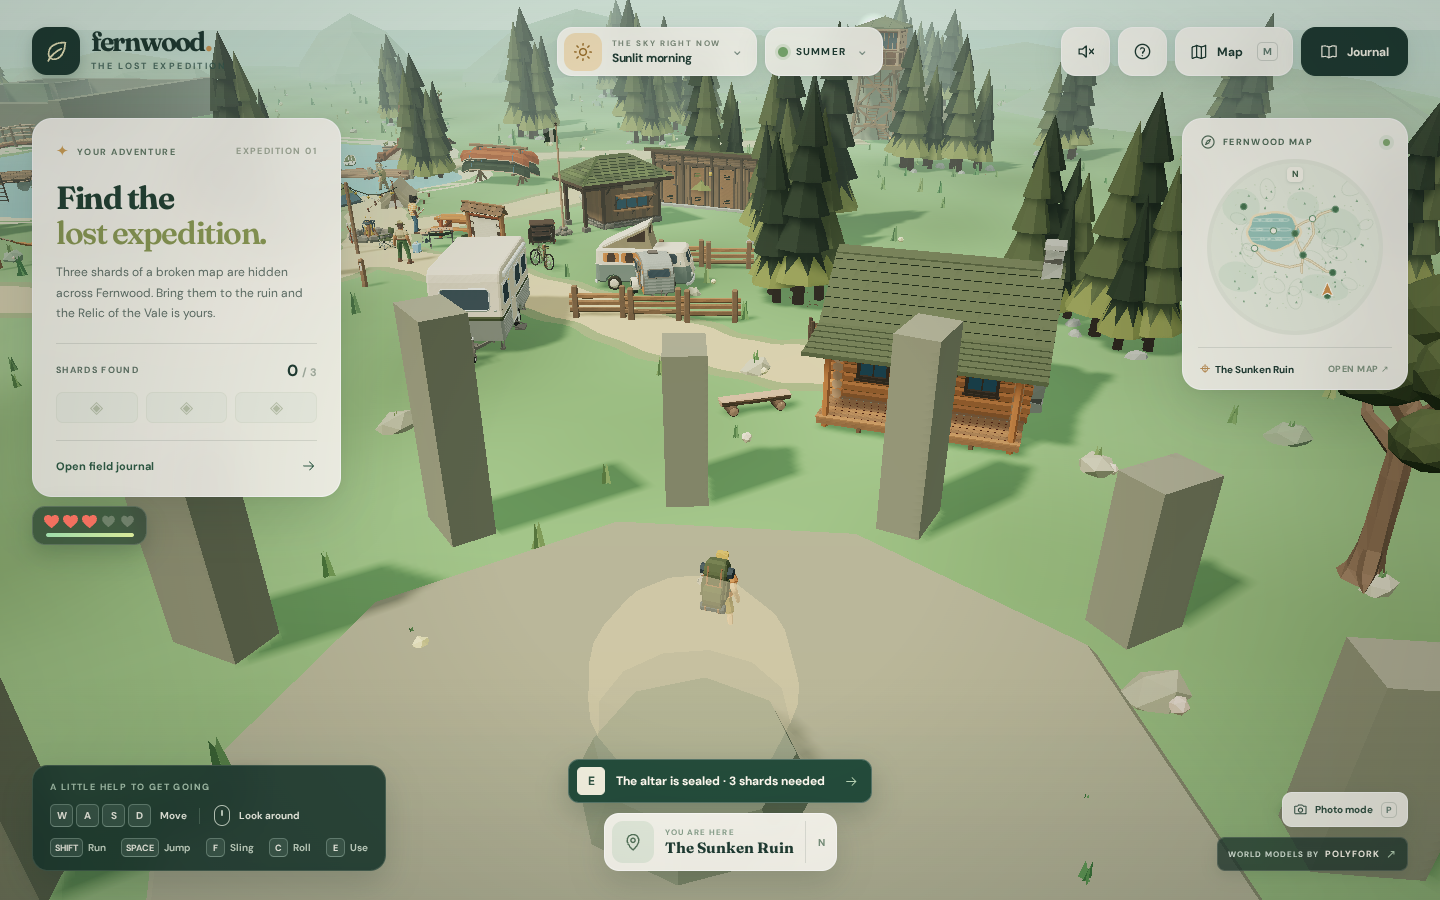 fernwood.
THE LOST EXPEDITION
THE SKY RIGHT NOW
Sunlit morning
SUMMER
Map M
Journal
YOUR ADVENTURE
EXPEDITION 01
Find the
lost expedition.
Three shards of a broken map are hidden
across Fernwood. Bring them to the ruin and
the Relic of the Vale is yours.
SHARDS FOUND
0 / 3
Open field journal →
FERNWOOD MAP
N
The Sunken Ruin
OPEN MAP ↗
A LITTLE HELP TO GET GOING
W A S D Move Look around
SHIFT Run SPACE Jump F Sling C Roll E Use
E The altar is sealed · 3 shards needed →
YOU ARE HERE
The Sunken Ruin
N
Photo mode P
WORLD MODELS BY POLYFORK ↗